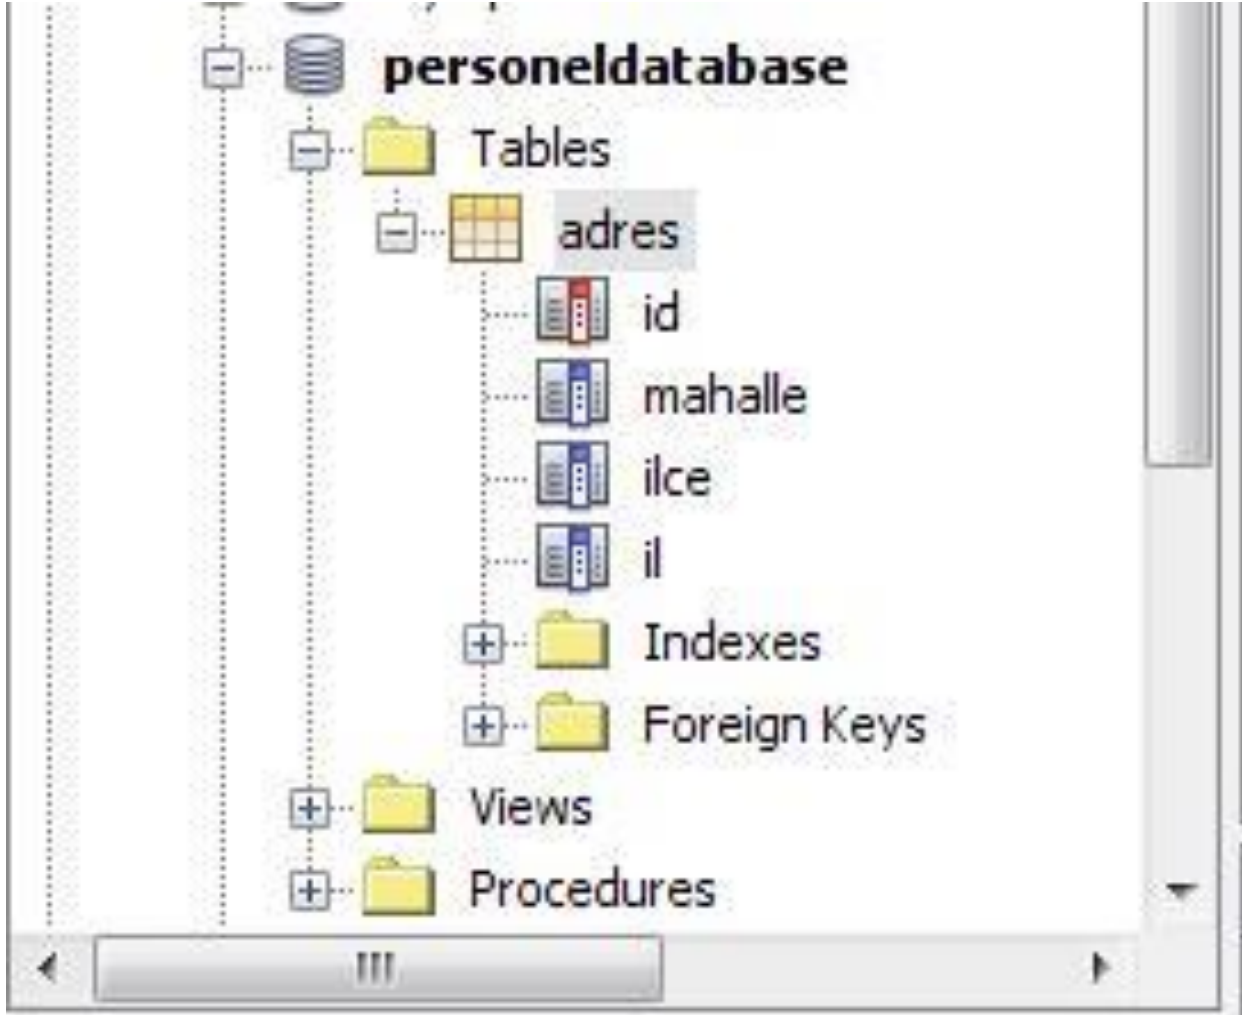 personeldatabase
Tables
adres
id
mahalle
ilce
il
Indexes
Foreign Keys
Views
Procedures